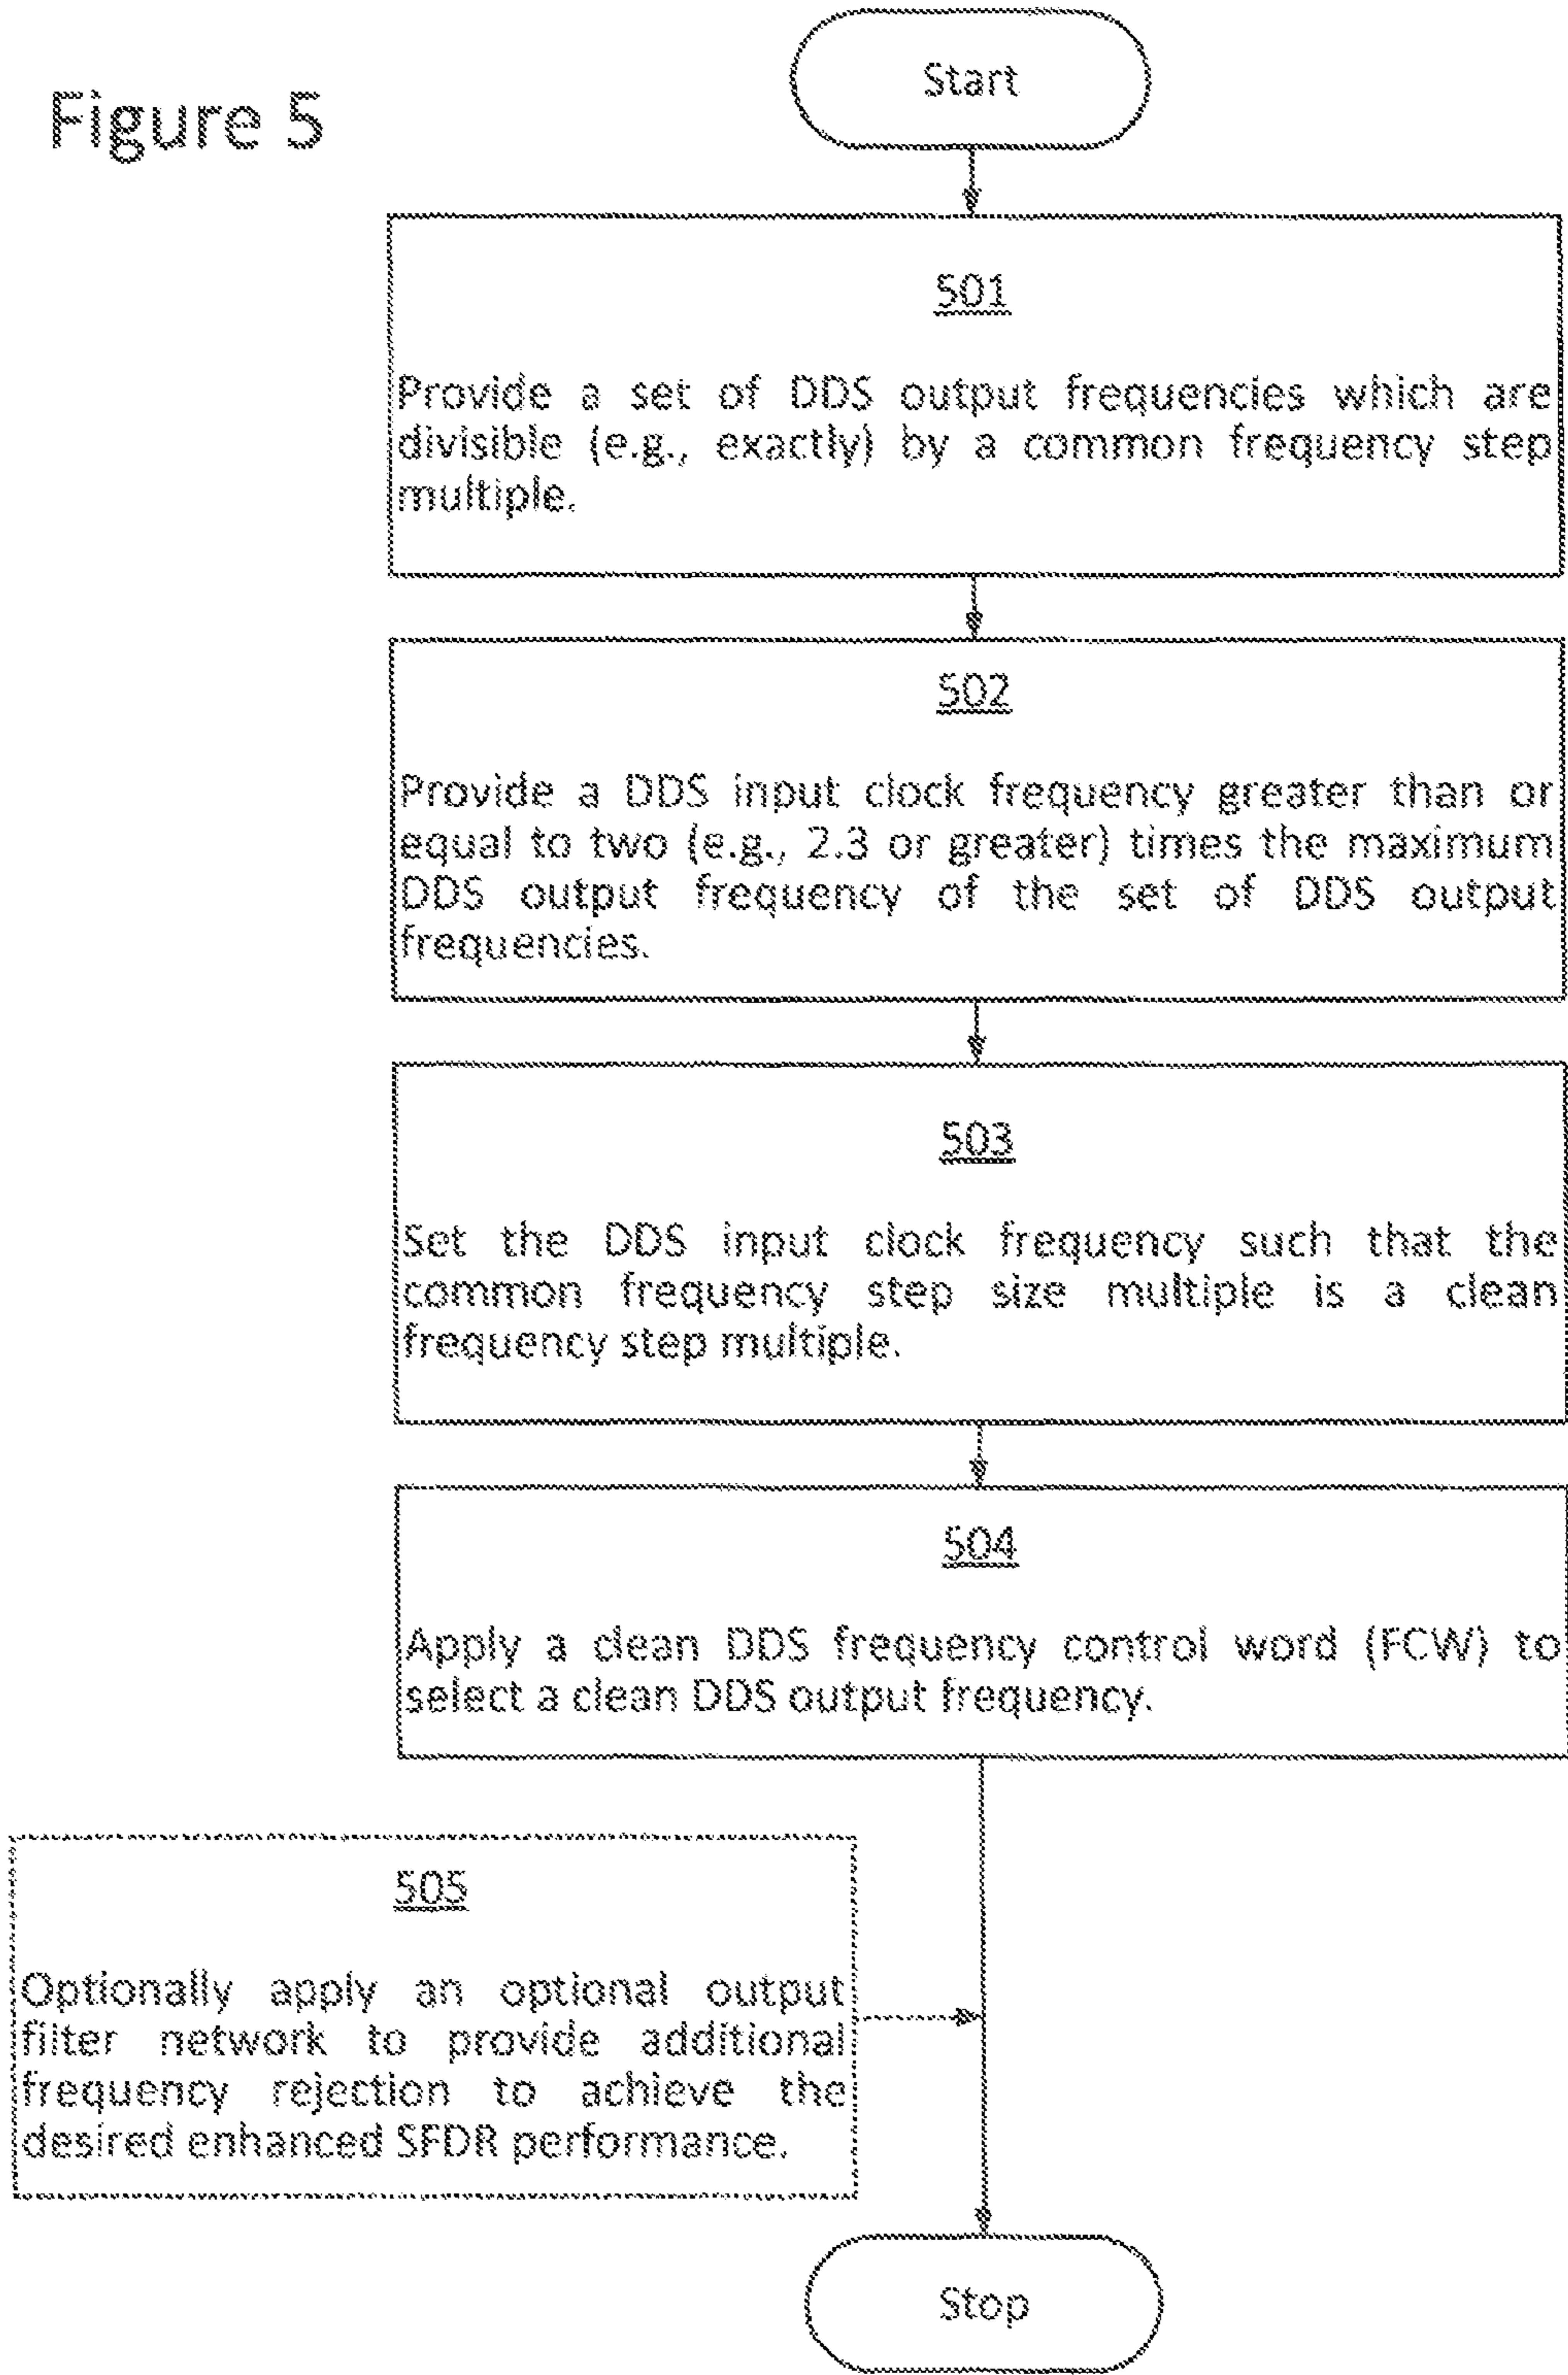 Figure 5
Start
501
Provide a set of DDS output frequencies which are
divisible (e.g., exactly) by a common frequency step
multiple.
502
Provide a DDS input clock frequency greater than or
equal to two (e.g., 2.3 or greater) times the maximum
DDS output frequency of the set of DDS output
frequencies.
503
Set the DDS input clock frequency such that the
common frequency step size multiple is a clean
frequency step multiple.
504
Apply a clean DDS frequency control word (FCW) to
select a clean DDS output frequency.
505
Optionally apply an optional output
filter network to provide additional
frequency rejection to achieve the
desired enhanced SFDR performance.
Stop